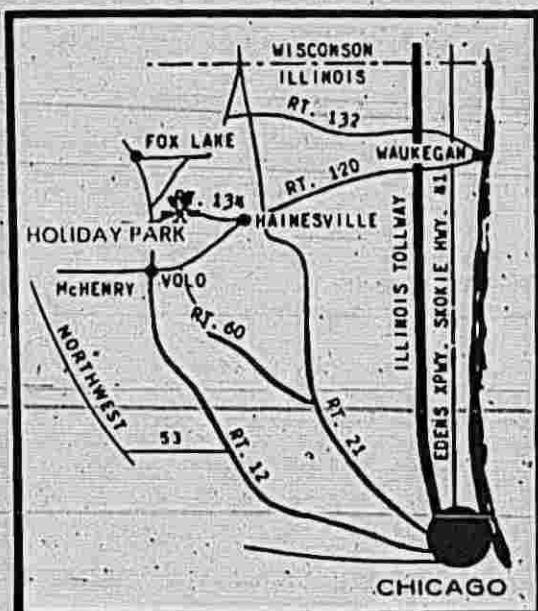 WISCONSON
ILLINOIS
RT. 132
FOX LAKE
WAUKEGAN
RT. 120
RT. 134
HAINESVILLE
HOLIDAY PARK
ILLINOIS TOLLWAY
EDENS XPWY. SKOKIE HWY. 41
McHENRY
VOLO
RT. 60
NORTHWEST
53
RT. 12
RT. 21
CHICAGO